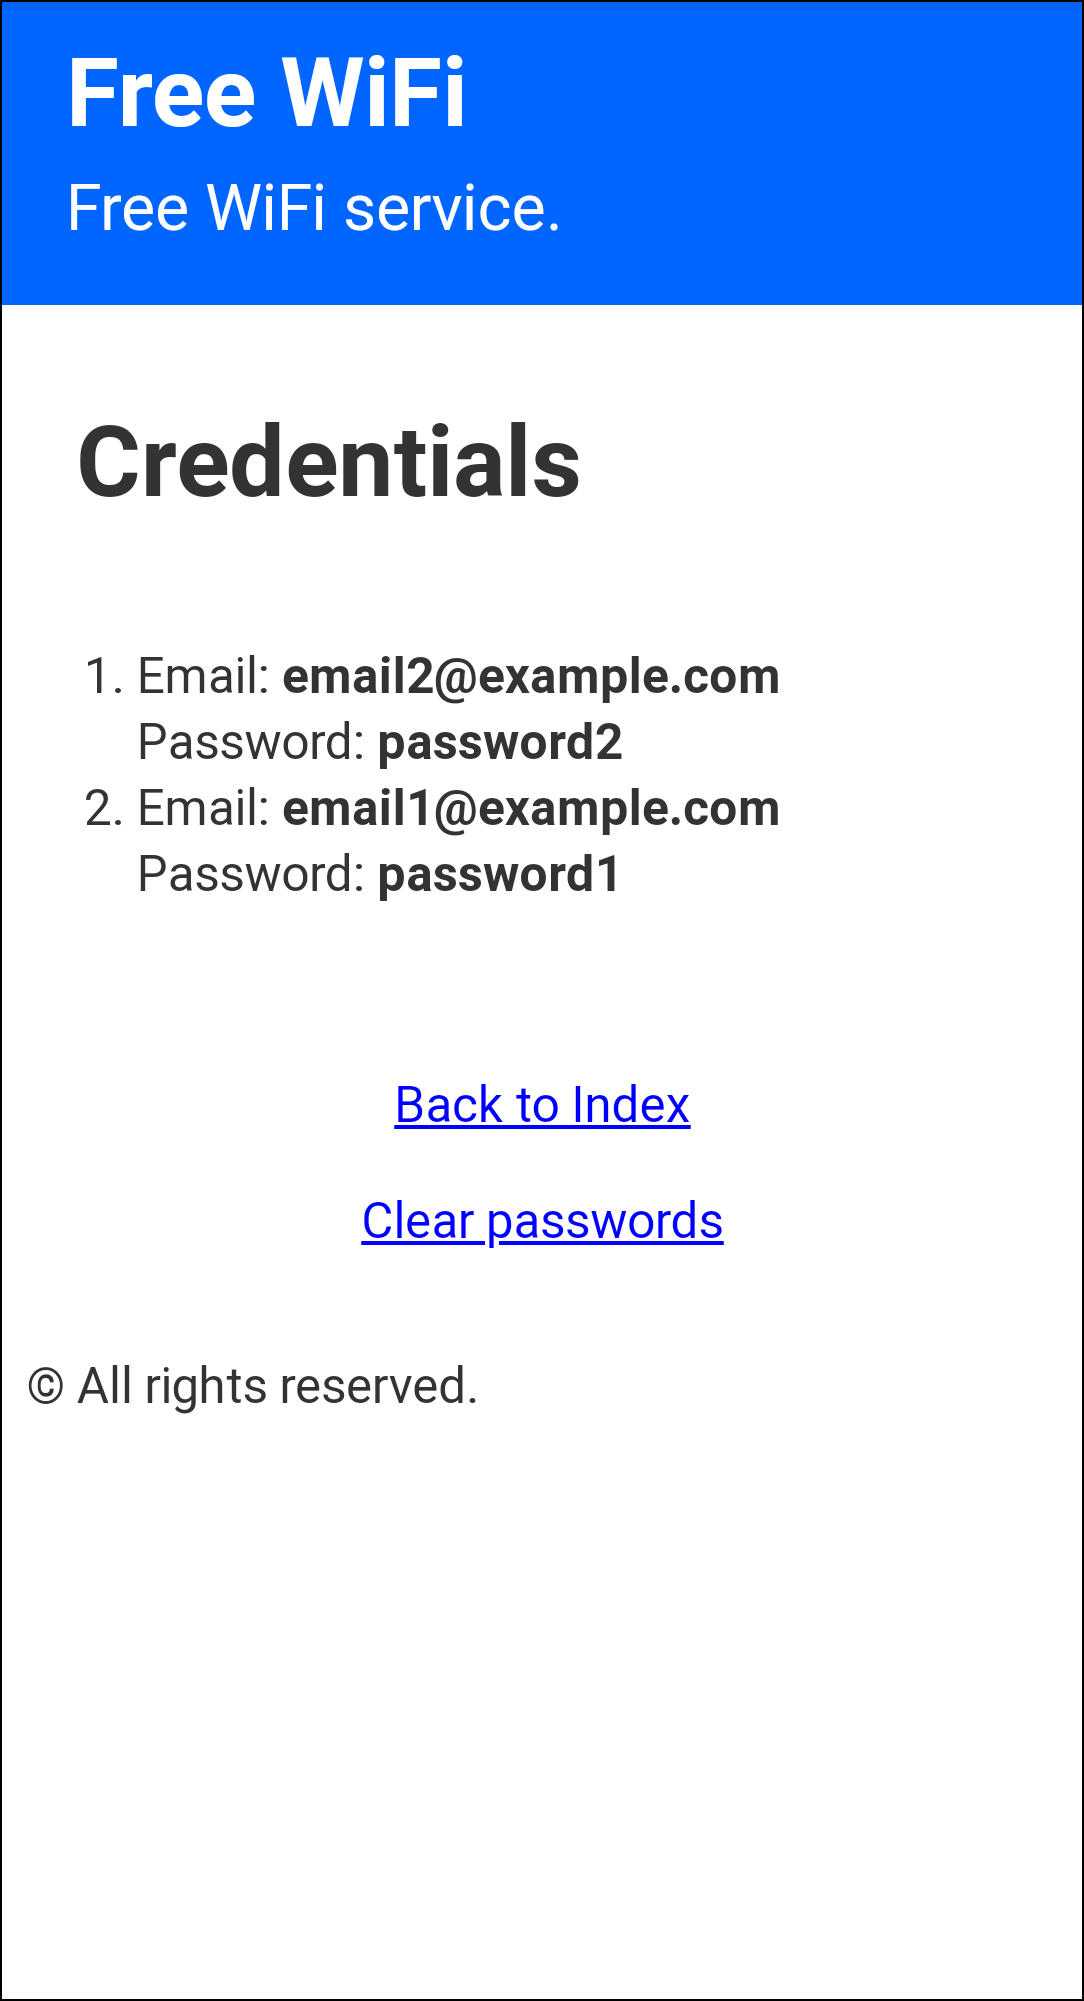 Free WiFi
Free WiFi service.
Credentials
1. Email: email2@example.com
Password: password2
2. Email: email1@example.com
Password: password1
Back to Index
Clear passwords
© All rights reserved.